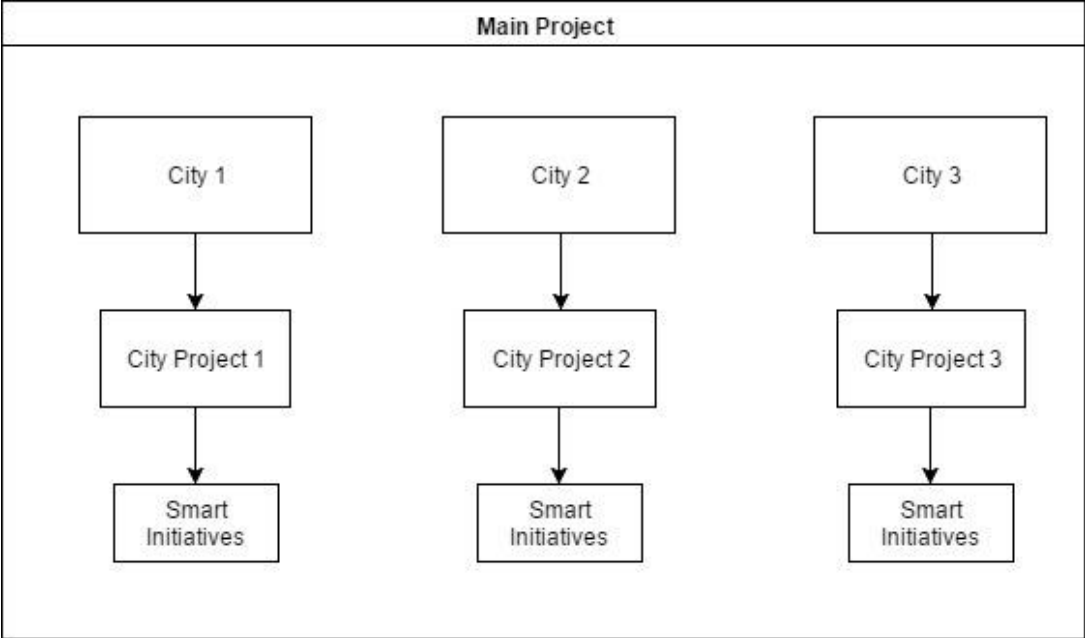 Main Project
City 1
City 2
City 3
City Project 1
City Project 2
City Project 3
Smart
Initiatives
Smart
Initiatives
Smart
Initiatives